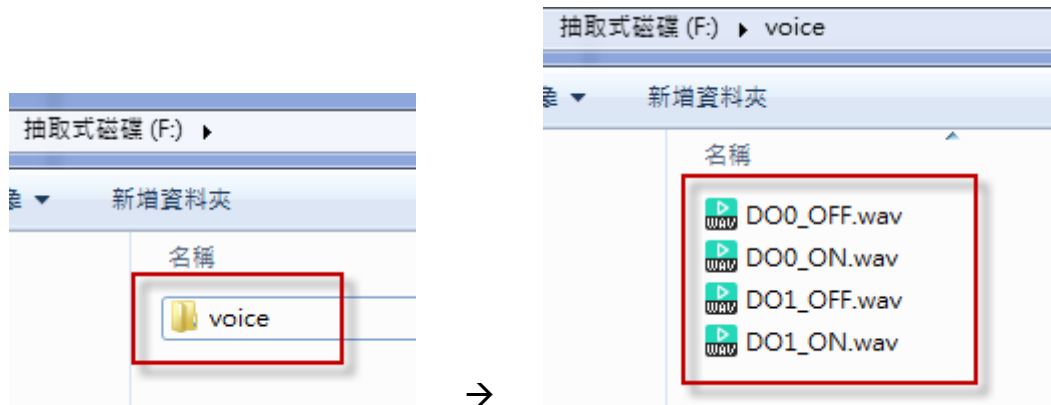 抽取式磁碟 (F:) ▸
新增資料夾
名稱
voice
→
抽取式磁碟 (F:) ▸ voice
新增資料夾
名稱
DO0_OFF.wav
DO0_ON.wav
DO1_OFF.wav
DO1_ON.wav